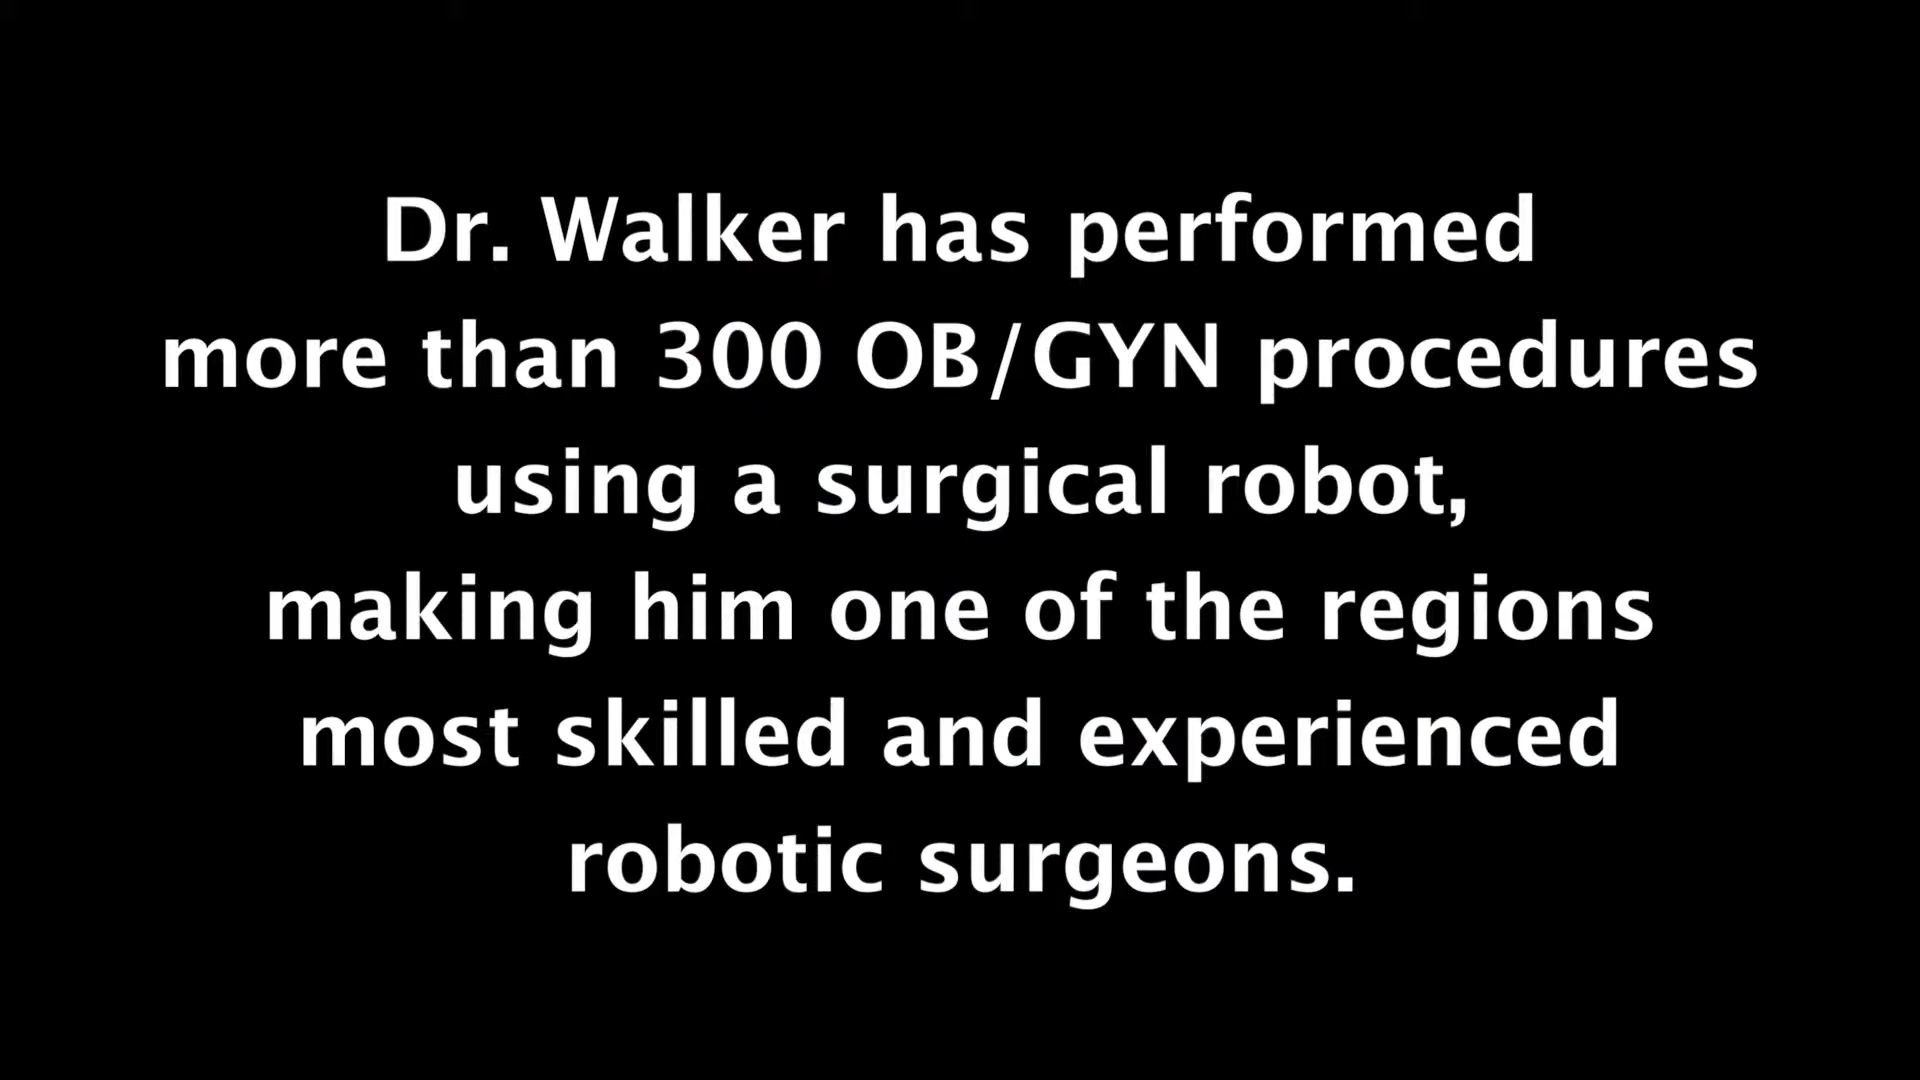 Dr. Walker has performed
more than 300 OB/GYN procedures
using a surgical robot,
making him one of the regions
most skilled and experienced
robotic surgeons.